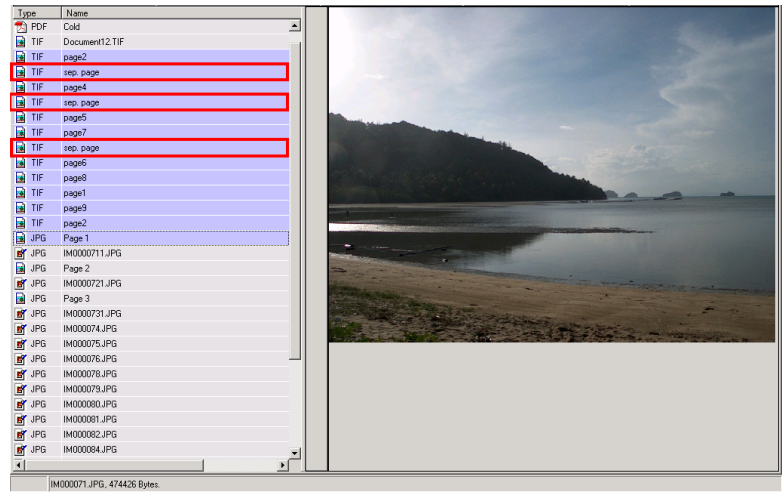 Type Name
PDF Cold
TIF Document12.TIF
TIF page2
TIF sep. page
TIF page4
TIF sep. page
TIF page5
TIF page7
TIF sep. page
TIF page6
TIF page8
TIF page1
TIF page9
TIF page2
JPG Page 1
JPG IM0000711.JPG
JPG Page 2
JPG IM0000721.JPG
JPG Page 3
JPG IM0000731.JPG
JPG IM000074.JPG
JPG IM000075.JPG
JPG IM000076.JPG
JPG IM000078.JPG
JPG IM000079.JPG
JPG IM000080.JPG
JPG IM000081.JPG
JPG IM000082.JPG
JPG IM000084.JPG
IM000071.JPG, 474426 Bytes.